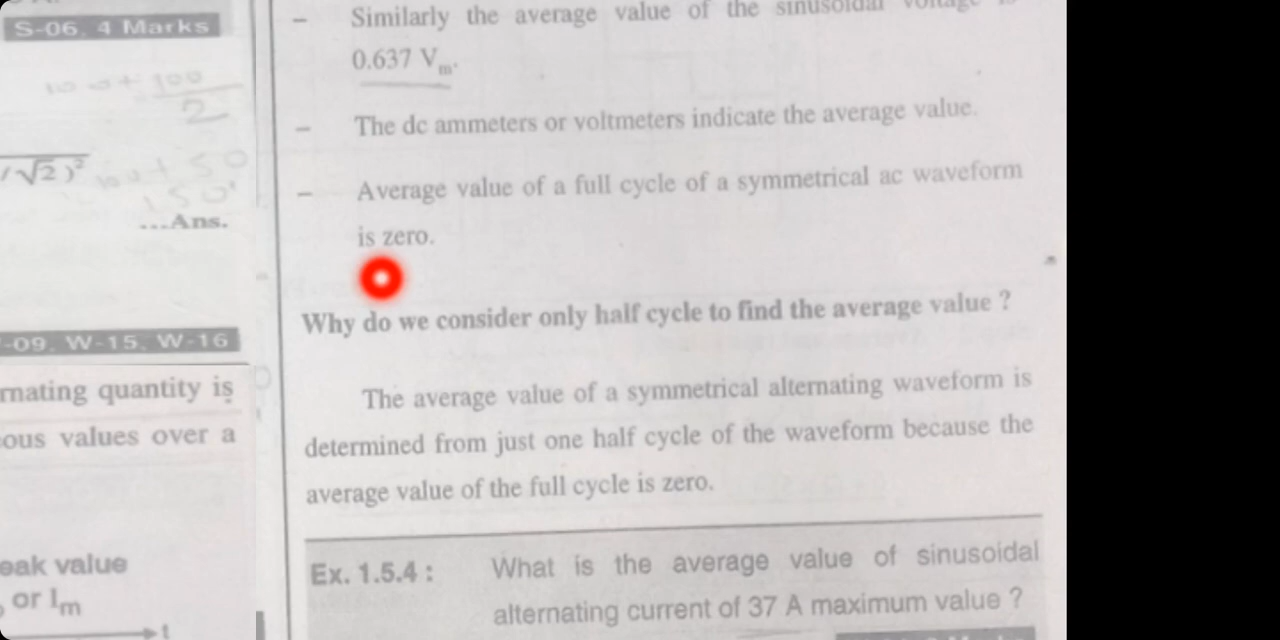 S-06, 4 Marks
100
2
/√2 )²
...Ans.
-09, W-15, W-16
rnating quantity is
ous values over a
eak value
or Im
t
– Similarly the average value of the sinusoidal voltage
0.637 Vm.
– The dc ammeters or voltmeters indicate the average value.
– Average value of a full cycle of a symmetrical ac waveform
is zero.
Why do we consider only half cycle to find the average value ?
The average value of a symmetrical alternating waveform is
determined from just one half cycle of the waveform because the
average value of the full cycle is zero.
Ex. 1.5.4 : What is the average value of sinusoidal
alternating current of 37 A maximum value ?